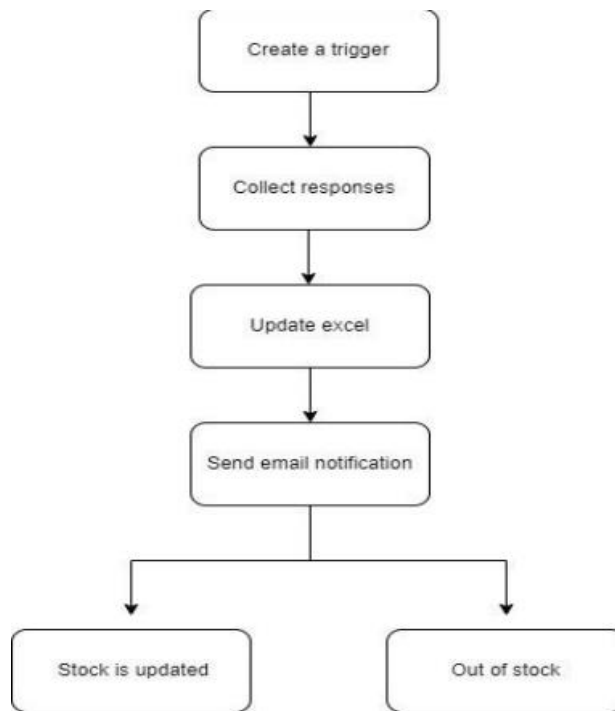 Create a trigger
Collect responses
Update excel
Send email notification
Stock is updated
Out of stock